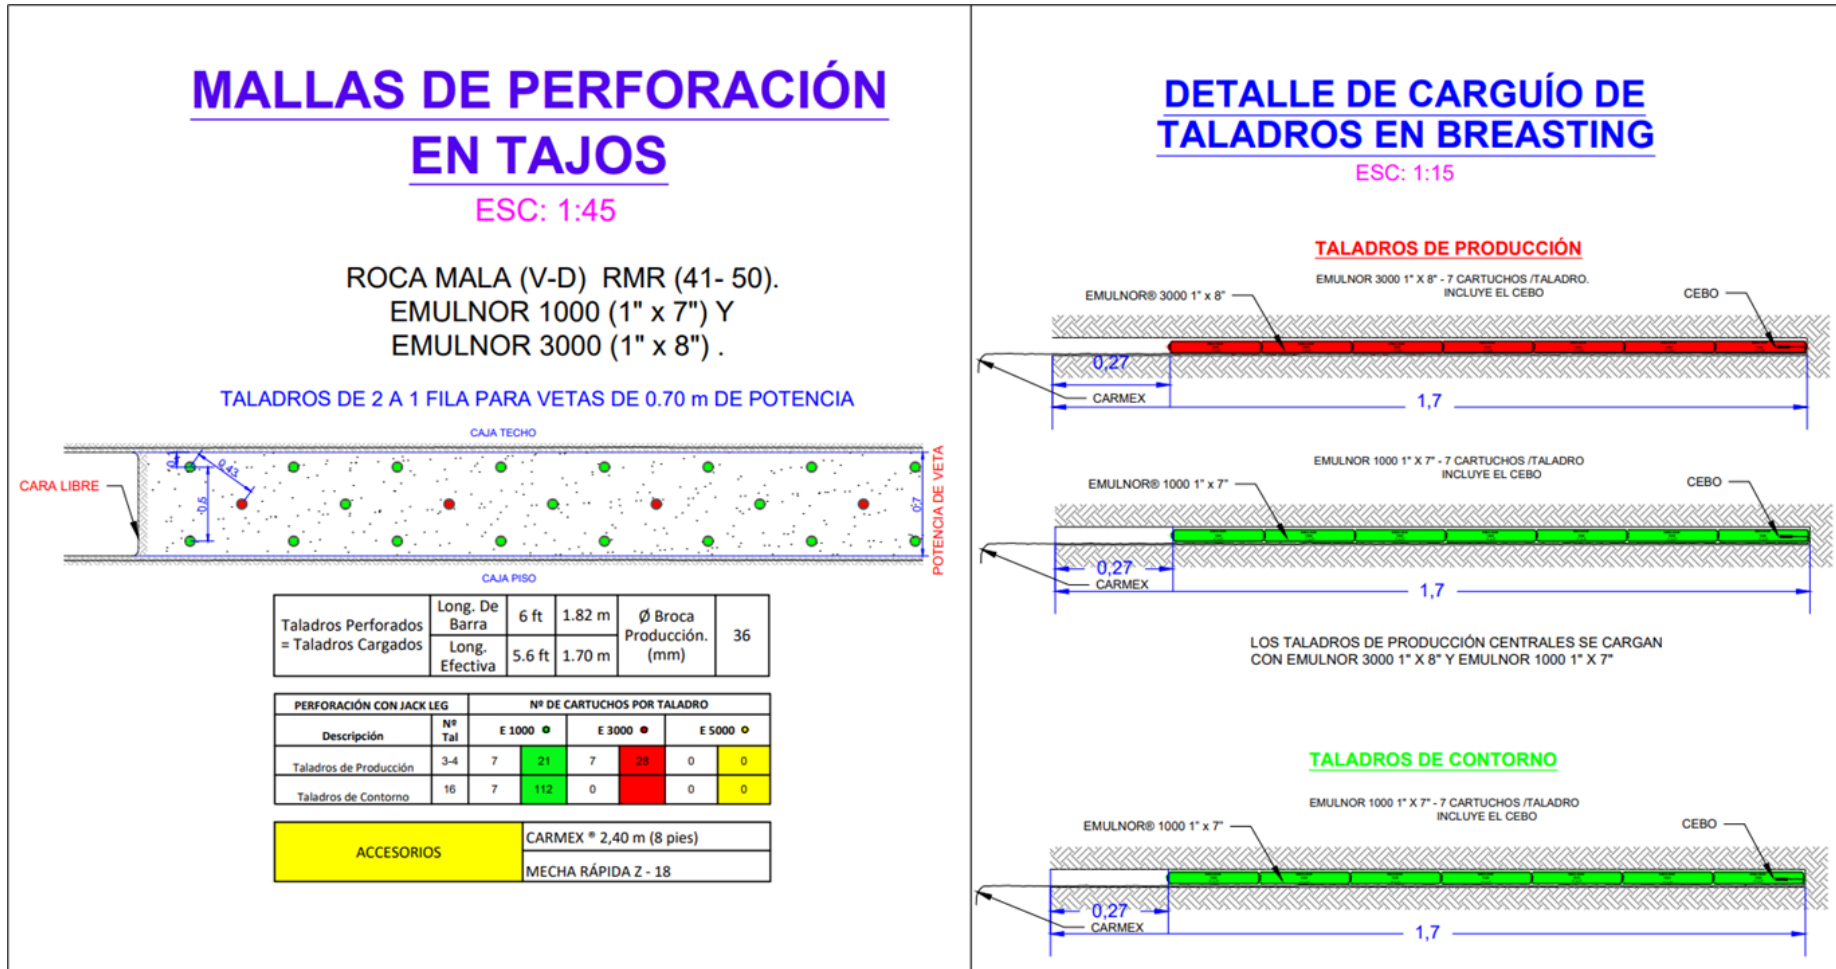 MALLAS DE PERFORACIÓN
EN TAJOS
ESC: 1:45
ROCA MALA (V-D) RMR (41- 50).
EMULNOR 1000 (1" x 7") Y
EMULNOR 3000 (1" x 8") .
TALADROS DE 2 A 1 FILA PARA VETAS DE 0.70 m DE POTENCIA
CAJA TECHO
CARA LIBRE
0.1
0.43
0.5
0.7
POTENCIA DE VETA
CAJA PISO
Taladros Perforados = Taladros Cargados
Long. De Barra 6 ft 1.82 m
Long. Efectiva 5.6 ft 1.70 m
Ø Broca Producción. (mm) 36
PERFORACIÓN CON JACK LEG Nº DE CARTUCHOS POR TALADRO
Descripción Nº Tal E 1000 E 3000 E 5000
Taladros de Producción 3-4 7 21 7 28 0 0
Taladros de Contorno 16 7 112 0 0 0
ACCESORIOS
CARMEX ® 2,40 m (8 pies)
MECHA RÁPIDA Z - 18
DETALLE DE CARGUÍO DE
TALADROS EN BREASTING
ESC: 1:15
TALADROS DE PRODUCCIÓN
EMULNOR 3000 1" X 8" - 7 CARTUCHOS /TALADRO.
INCLUYE EL CEBO
EMULNOR® 3000 1" x 8"
CEBO
0,27
CARMEX
1,7
EMULNOR 1000 1" X 7" - 7 CARTUCHOS /TALADRO
INCLUYE EL CEBO
EMULNOR® 1000 1" x 7"
CEBO
0,27
CARMEX
1,7
LOS TALADROS DE PRODUCCIÓN CENTRALES SE CARGAN
CON EMULNOR 3000 1" X 8" Y EMULNOR 1000 1" X 7"
TALADROS DE CONTORNO
EMULNOR 1000 1" X 7" - 7 CARTUCHOS /TALADRO
INCLUYE EL CEBO
EMULNOR® 1000 1" x 7"
CEBO
0,27
CARMEX
1,7